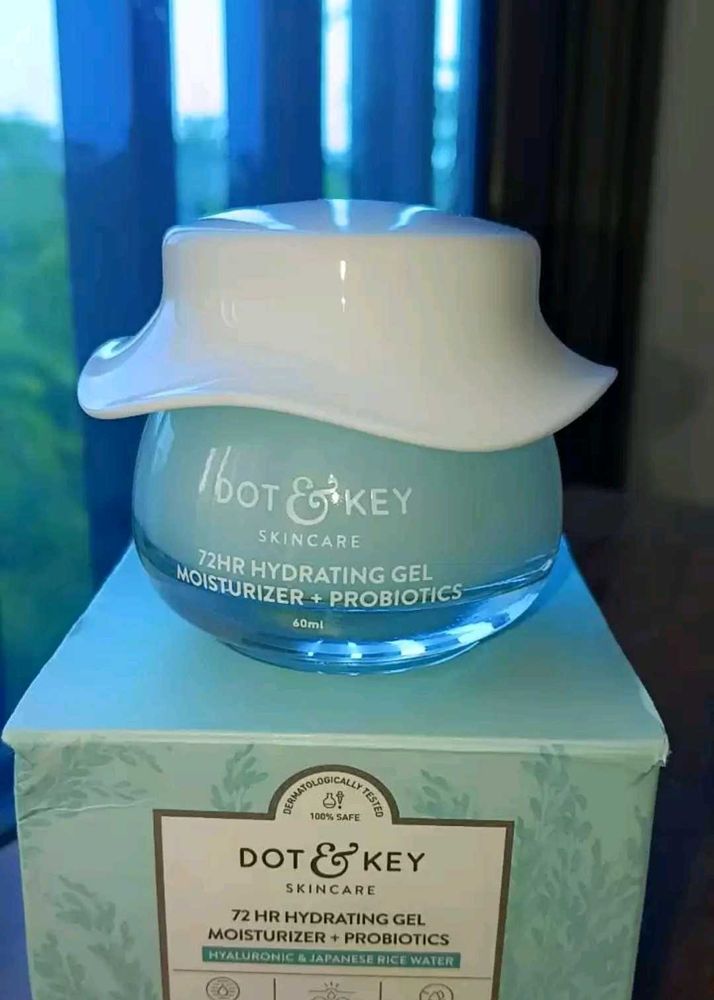 DOT & KEY
SKINCARE
72HR HYDRATING GEL
MOISTURIZER + PROBIOTICS
60ml
DERMATOLOGICALLY TESTED
100% SAFE
DOT & KEY
SKINCARE
72 HR HYDRATING GEL
MOISTURIZER + PROBIOTICS
HYALURONIC & JAPANESE RICE WATER